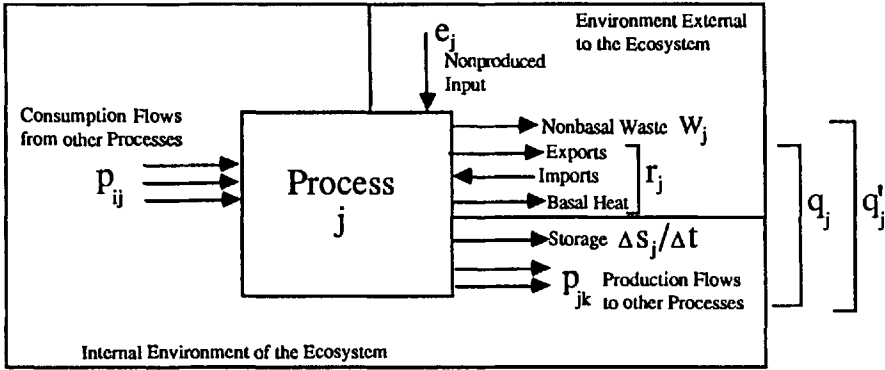 Environment External
to the Ecosystem
e_j
Nonproduced
Input
Consumption Flows
from other Processes
p_ij
Process
j
Nonbasal Waste w_j
Exports
Imports
r_j
Basal Heat
Storage Δs_j/Δt
p_jk Production Flows
to other Processes
q_j
q'_j
Internal Environment of the Ecosystem